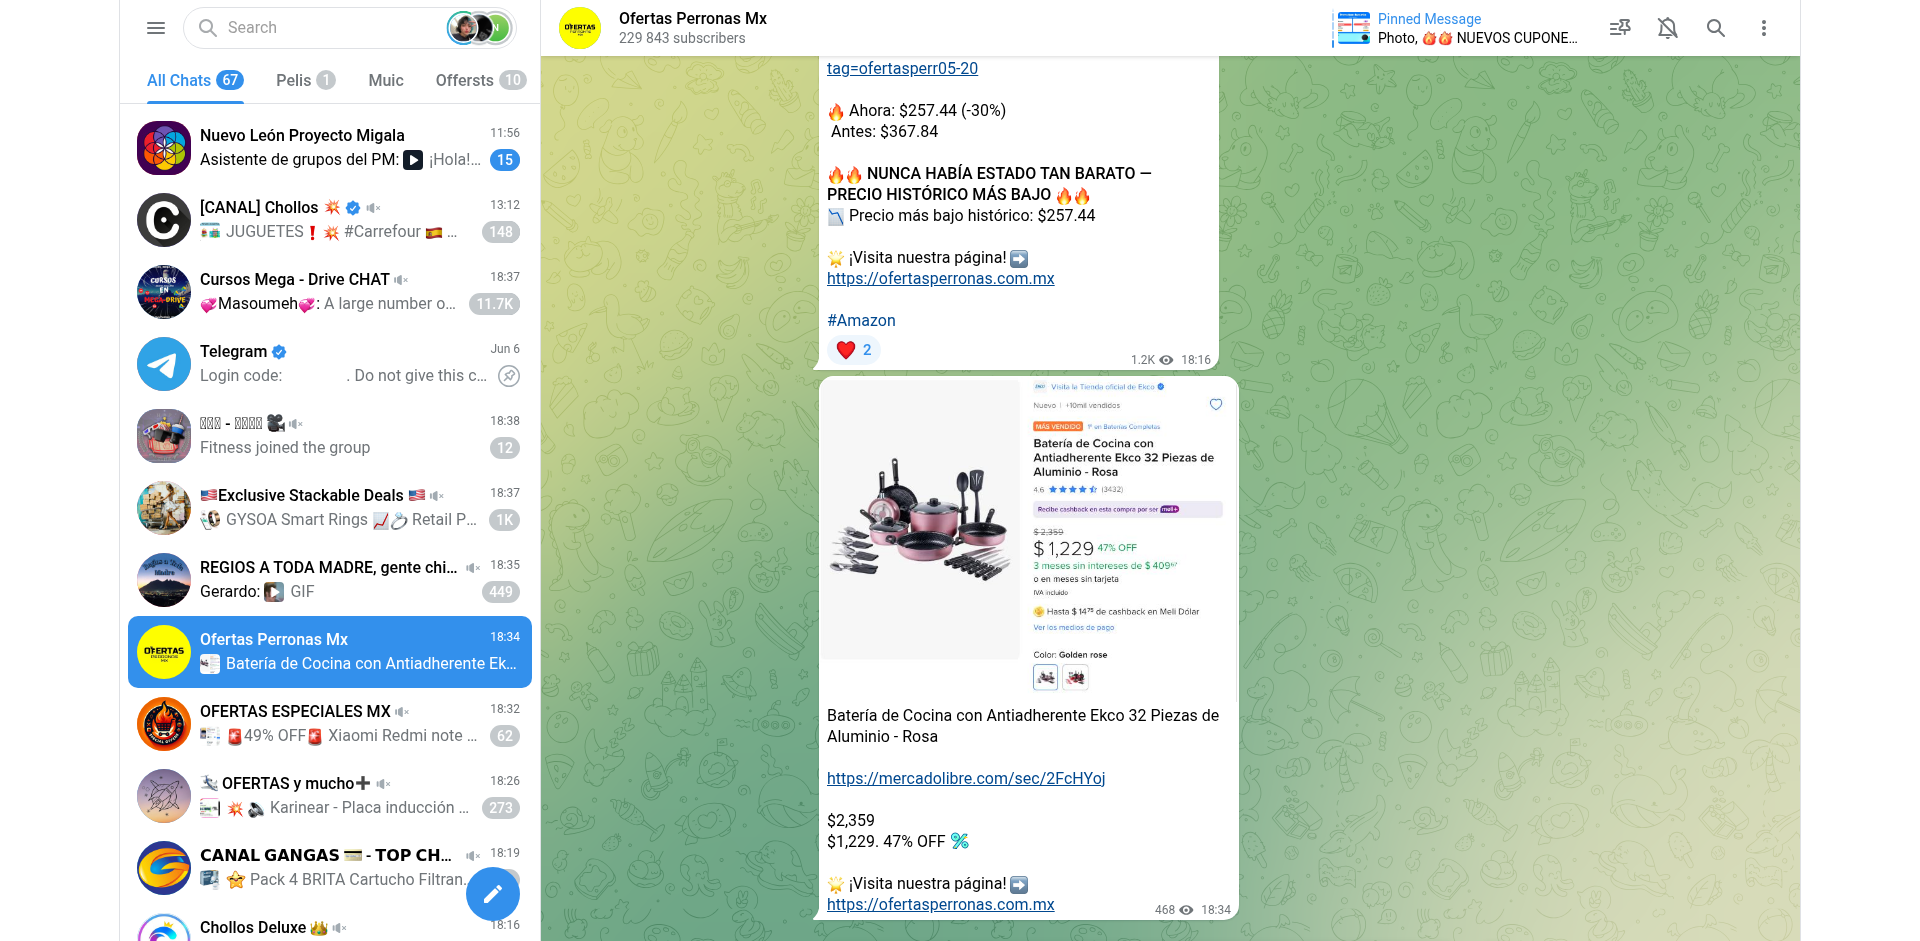 Search
All Chats 67
Pelis 1
Muic
Offersts 10
Nuevo León Proyecto Migala
11:56
Asistente de grupos del PM: ¡Hola!…
15
[CANAL] Chollos 💥
13:12
JUGUETES❗💥 #Carrefour 🇪🇸 …
148
Cursos Mega - Drive CHAT
18:37
💞Masoumeh💞: A large number o…
11.7K
Telegram
Jun 6
Login code: . Do not give this c…
18:38
Fitness joined the group
12
🇺🇸Exclusive Stackable Deals 🇺🇸
18:37
GYSOA Smart Rings 📈💍 Retail P…
1K
REGIOS A TODA MADRE, gente chi…
18:35
Gerardo: GIF
449
Ofertas Perronas Mx
18:34
Batería de Cocina con Antiadherente Ek…
OFERTAS ESPECIALES MX
18:32
🚨49% OFF🚨 Xiaomi Redmi note …
62
OFERTAS y mucho➕
18:26
💥 🔊 Karinear - Placa inducción …
273
CANAL GANGAS 💳 - TOP CH…
18:19
Pack 4 BRITA Cartucho Filtran…
Chollos Deluxe 👑
18:16
Ofertas Perronas Mx
229 843 subscribers
Pinned Message
Photo, 🔥🔥 NUEVOS CUPONE…
tag=ofertasperr05-20
🔥 Ahora: $257.44 (-30%)
Antes: $367.84
🔥🔥 NUNCA HABÍA ESTADO TAN BARATO —
PRECIO HISTÓRICO MÁS BAJO 🔥🔥
📉 Precio más bajo histórico: $257.44
🌟 ¡Visita nuestra página! ➡️
https://ofertasperronas.com.mx
#Amazon
❤️ 2
1.2K 18:16
Visita la Tienda oficial de Ekco
Nuevo | +10mil vendidos
MÁS VENDIDO 1º en Baterías Completas
Batería de Cocina con
Antiadherente Ekco 32 Piezas de
Aluminio - Rosa
4.6 (3432)
Recibe cashback en esta compra por ser meli+
$ 2,359
$ 1,229 47% OFF
3 meses sin intereses de $ 409⁶⁷
o en meses sin tarjeta
IVA incluido
Hasta $ 14⁷⁵ de cashback en Meli Dólar
Ver los medios de pago
Color: Golden rose
Batería de Cocina con Antiadherente Ekco 32 Piezas de
Aluminio - Rosa
https://mercadolibre.com/sec/2FcHYoj
$2,359
$1,229. 47% OFF
🌟 ¡Visita nuestra página! ➡️
https://ofertasperronas.com.mx
468 18:34